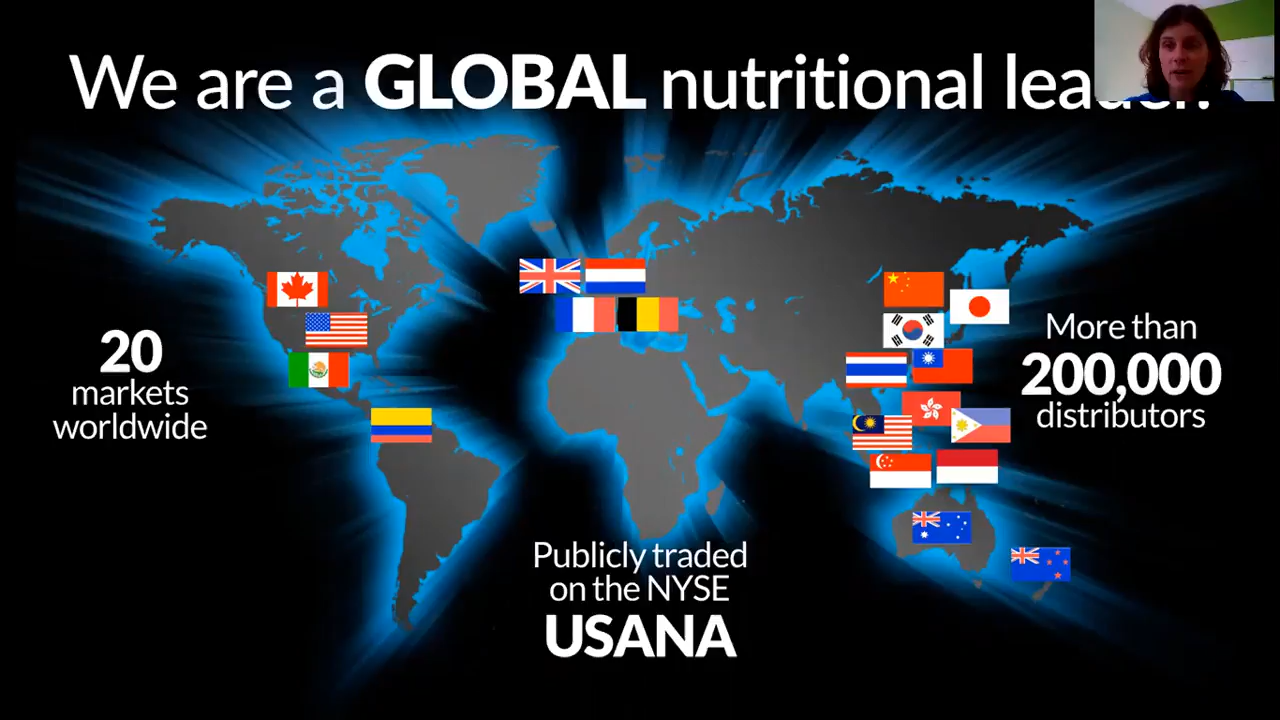 We are a GLOBAL nutritional
20
markets
worldwide
More than
200,000
distributors
Publicly traded
on the NYSE
USANA